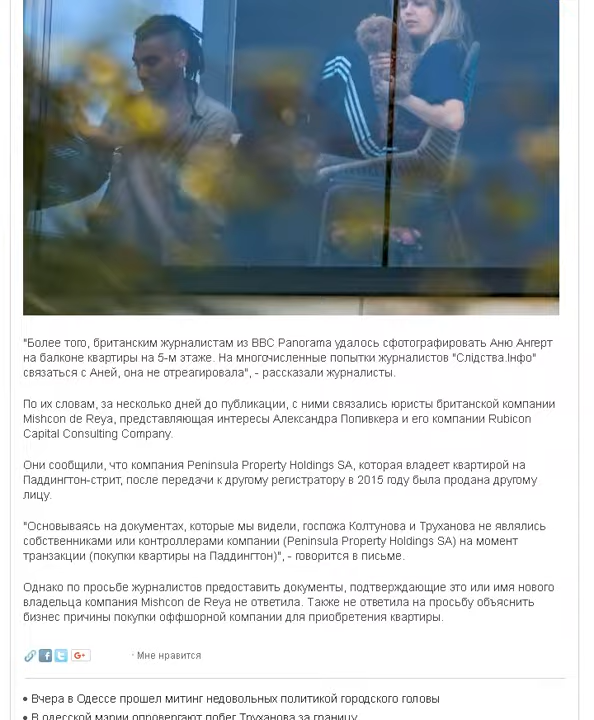 "Более того, британским журналистам из BBC Panorama удалось сфотографировать Аню Ангерт
на балконе квартиры на 5-м этаже. На многочисленные попытки журналистов "Слідства.Інфо"
связаться с Аней, она не отреагировала", - рассказали журналисты.
По их словам, за несколько дней до публикации, с ними связались юристы британской компании
Mishcon de Reya, представляющая интересы Александра Попивкера и его компании Rubicon
Capital Consulting Company.
Они сообщили, что компания Peninsula Property Holdings SA, которая владеет квартирой на
Паддингтон-стрит, после передачи к другому регистратору в 2015 году была продана другому
лицу.
"Основываясь на документах, которые мы видели, госпожа Колтунова и Труханова не являлись
собственниками или контроллерами компании (Peninsula Property Holdings SA) на момент
транзакции (покупки квартиры на Паддингтон)", - говорится в письме.
Однако по просьбе журналистов предоставить документы, подтверждающие это или имя нового
владельца компания Mishcon de Reya не ответила. Также не ответила на просьбу объяснить
бизнес причины покупки оффшорной компании для приобретения квартиры.
G+ · Мне нравится
• Вчера в Одессе прошел митинг недовольных политикой городского головы
• В одесской мэрии опровергают побег Труханова за границу